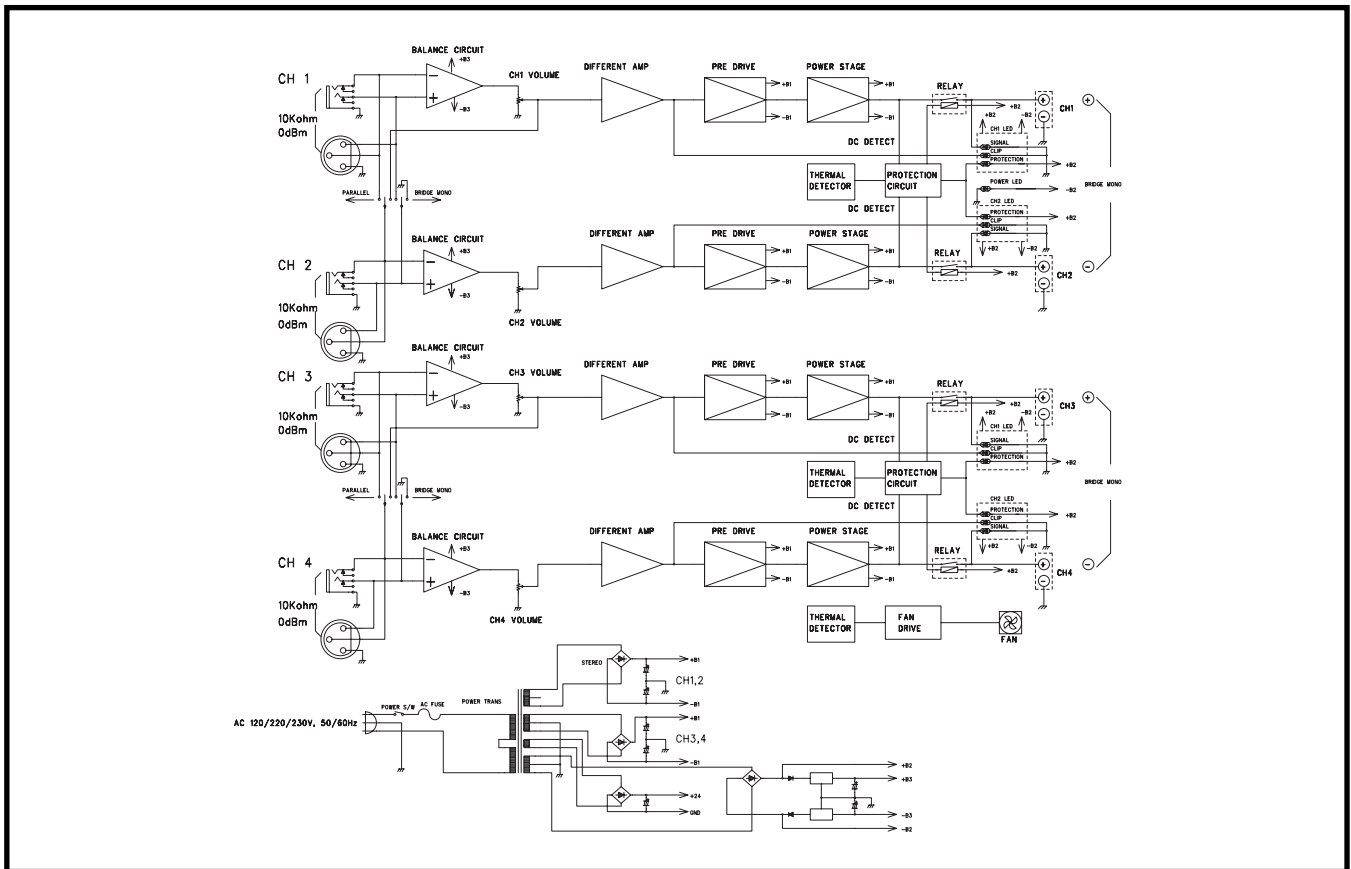 BALANCE CIRCUIT
+B3
CH 1
CH1 VOLUME
DIFFERENT AMP
PRE DRIVE
+B1
POWER STAGE
+B1
RELAY
+B2
CH1
10Kohm
0dBm
-B3
-B1
-B1
DC DETECT
+B2
-B2
CH1 LED
SIGNAL
CLIP
PROTECTION
+B2
THERMAL
DETECTOR
PROTECTION
CIRCUIT
POWER LED
-B2
BRIDGE MONO
PARALLEL
BRIDGE MONO
DC DETECT
CH2 LED
PROTECTION
+B2
CLIP
SIGNAL
BALANCE CIRCUIT
+B3
CH 2
DIFFERENT AMP
PRE DRIVE
+B1
POWER STAGE
+B1
+B2
-B2
RELAY
+B2
CH2
10Kohm
0dBm
-B3
-B1
-B1
CH2 VOLUME
BALANCE CIRCUIT
+B3
CH 3
CH3 VOLUME
DIFFERENT AMP
PRE DRIVE
+B1
POWER STAGE
+B1
RELAY
+B2
CH3
10Kohm
0dBm
-B3
-B1
-B1
DC DETECT
+B2
-B2
CH1 LED
SIGNAL
CLIP
PROTECTION
+B2
THERMAL
DETECTOR
PROTECTION
CIRCUIT
BRIDGE MONO
PARALLEL
BRIDGE MONO
DC DETECT
CH2 LED
PROTECTION
+B2
CLIP
SIGNAL
BALANCE CIRCUIT
+B3
CH 4
DIFFERENT AMP
PRE DRIVE
+B1
POWER STAGE
+B1
+B2
-B2
RELAY
+B2
CH4
10Kohm
0dBm
-B3
-B1
-B1
CH4 VOLUME
THERMAL
DETECTOR
FAN
DRIVE
FAN
STEREO
+B1
CH1,2
-B1
POWER S/W
AC FUSE
POWER TRANS
AC 120/220/230V, 50/60Hz
+B1
CH3,4
-B1
+24
GND
+B2
+B3
-B3
-B2